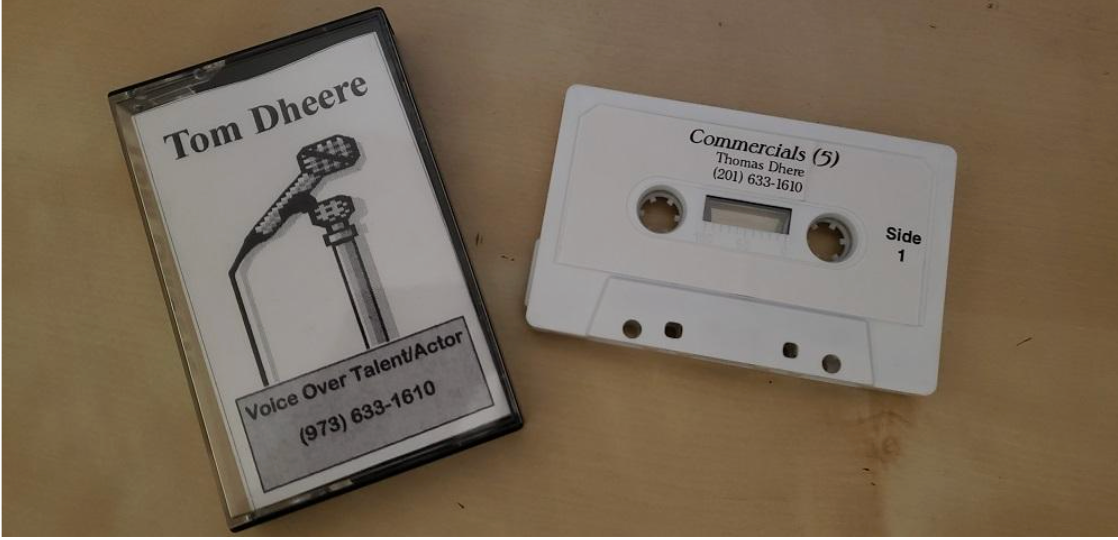 Tom Dheere
Voice Over Talent/Actor
(973) 633-1610
Commercials (5)
Thomas Dhere
(201) 633-1610
Side
1